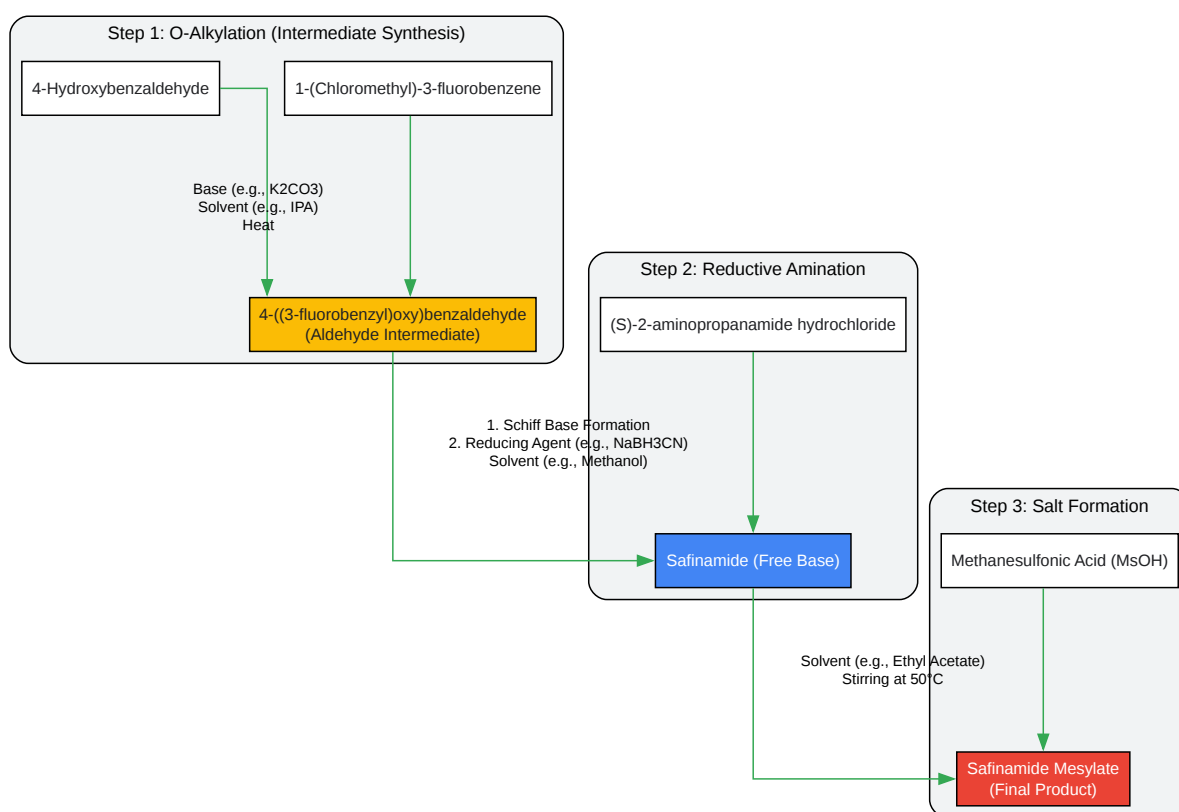 Step 1: O-Alkylation (Intermediate Synthesis)
4-Hydroxybenzaldehyde
1-(Chloromethyl)-3-fluorobenzene
Base (e.g., K2CO3)
Solvent (e.g., IPA)
Heat
4-((3-fluorobenzyl)oxy)benzaldehyde
(Aldehyde Intermediate)
Step 2: Reductive Amination
(S)-2-aminopropanamide hydrochloride
1. Schiff Base Formation
2. Reducing Agent (e.g., NaBH3CN)
Solvent (e.g., Methanol)
Safinamide (Free Base)
Step 3: Salt Formation
Methanesulfonic Acid (MsOH)
Solvent (e.g., Ethyl Acetate)
Stirring at 50°C
Safinamide Mesylate
(Final Product)